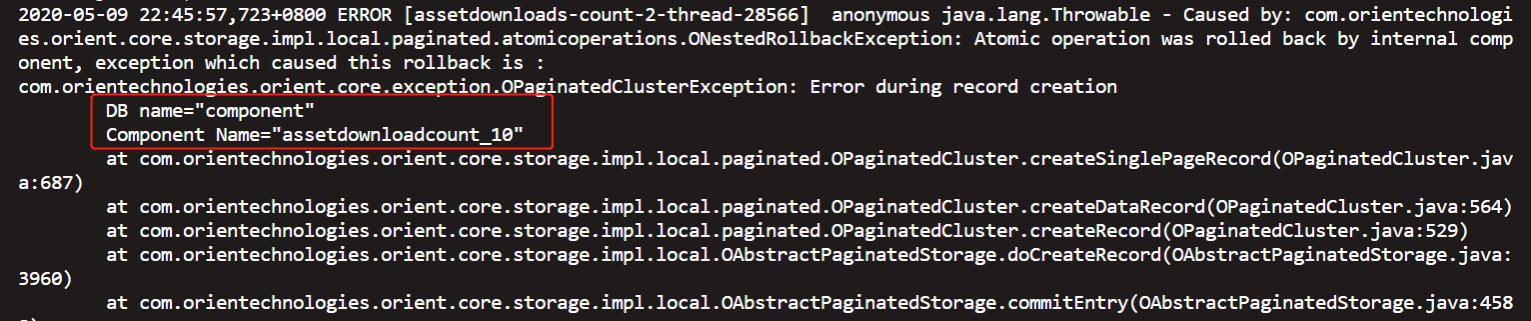 2020-05-09 22:45:57,723+0800 ERROR [assetdownloads-count-2-thread-28566]  anonymous java.lang.Throwable - Caused by: com.orientechnologi
es.orient.core.storage.impl.local.paginated.atomicoperations.ONestedRollbackException: Atomic operation was rolled back by internal comp
onent, exception which caused this rollback is :
com.orientechnologies.orient.core.exception.OPaginatedClusterException: Error during record creation
        DB name="component"
        Component Name="assetdownloadcount_10"
        at com.orientechnologies.orient.core.storage.impl.local.paginated.OPaginatedCluster.createSinglePageRecord(OPaginatedCluster.jav
a:687)
        at com.orientechnologies.orient.core.storage.impl.local.paginated.OPaginatedCluster.createDataRecord(OPaginatedCluster.java:564)
        at com.orientechnologies.orient.core.storage.impl.local.paginated.OPaginatedCluster.createRecord(OPaginatedCluster.java:529)
        at com.orientechnologies.orient.core.storage.impl.local.OAbstractPaginatedStorage.doCreateRecord(OAbstractPaginatedStorage.java:
3960)
        at com.orientechnologies.orient.core.storage.impl.local.OAbstractPaginatedStorage.commitEntry(OAbstractPaginatedStorage.java:458